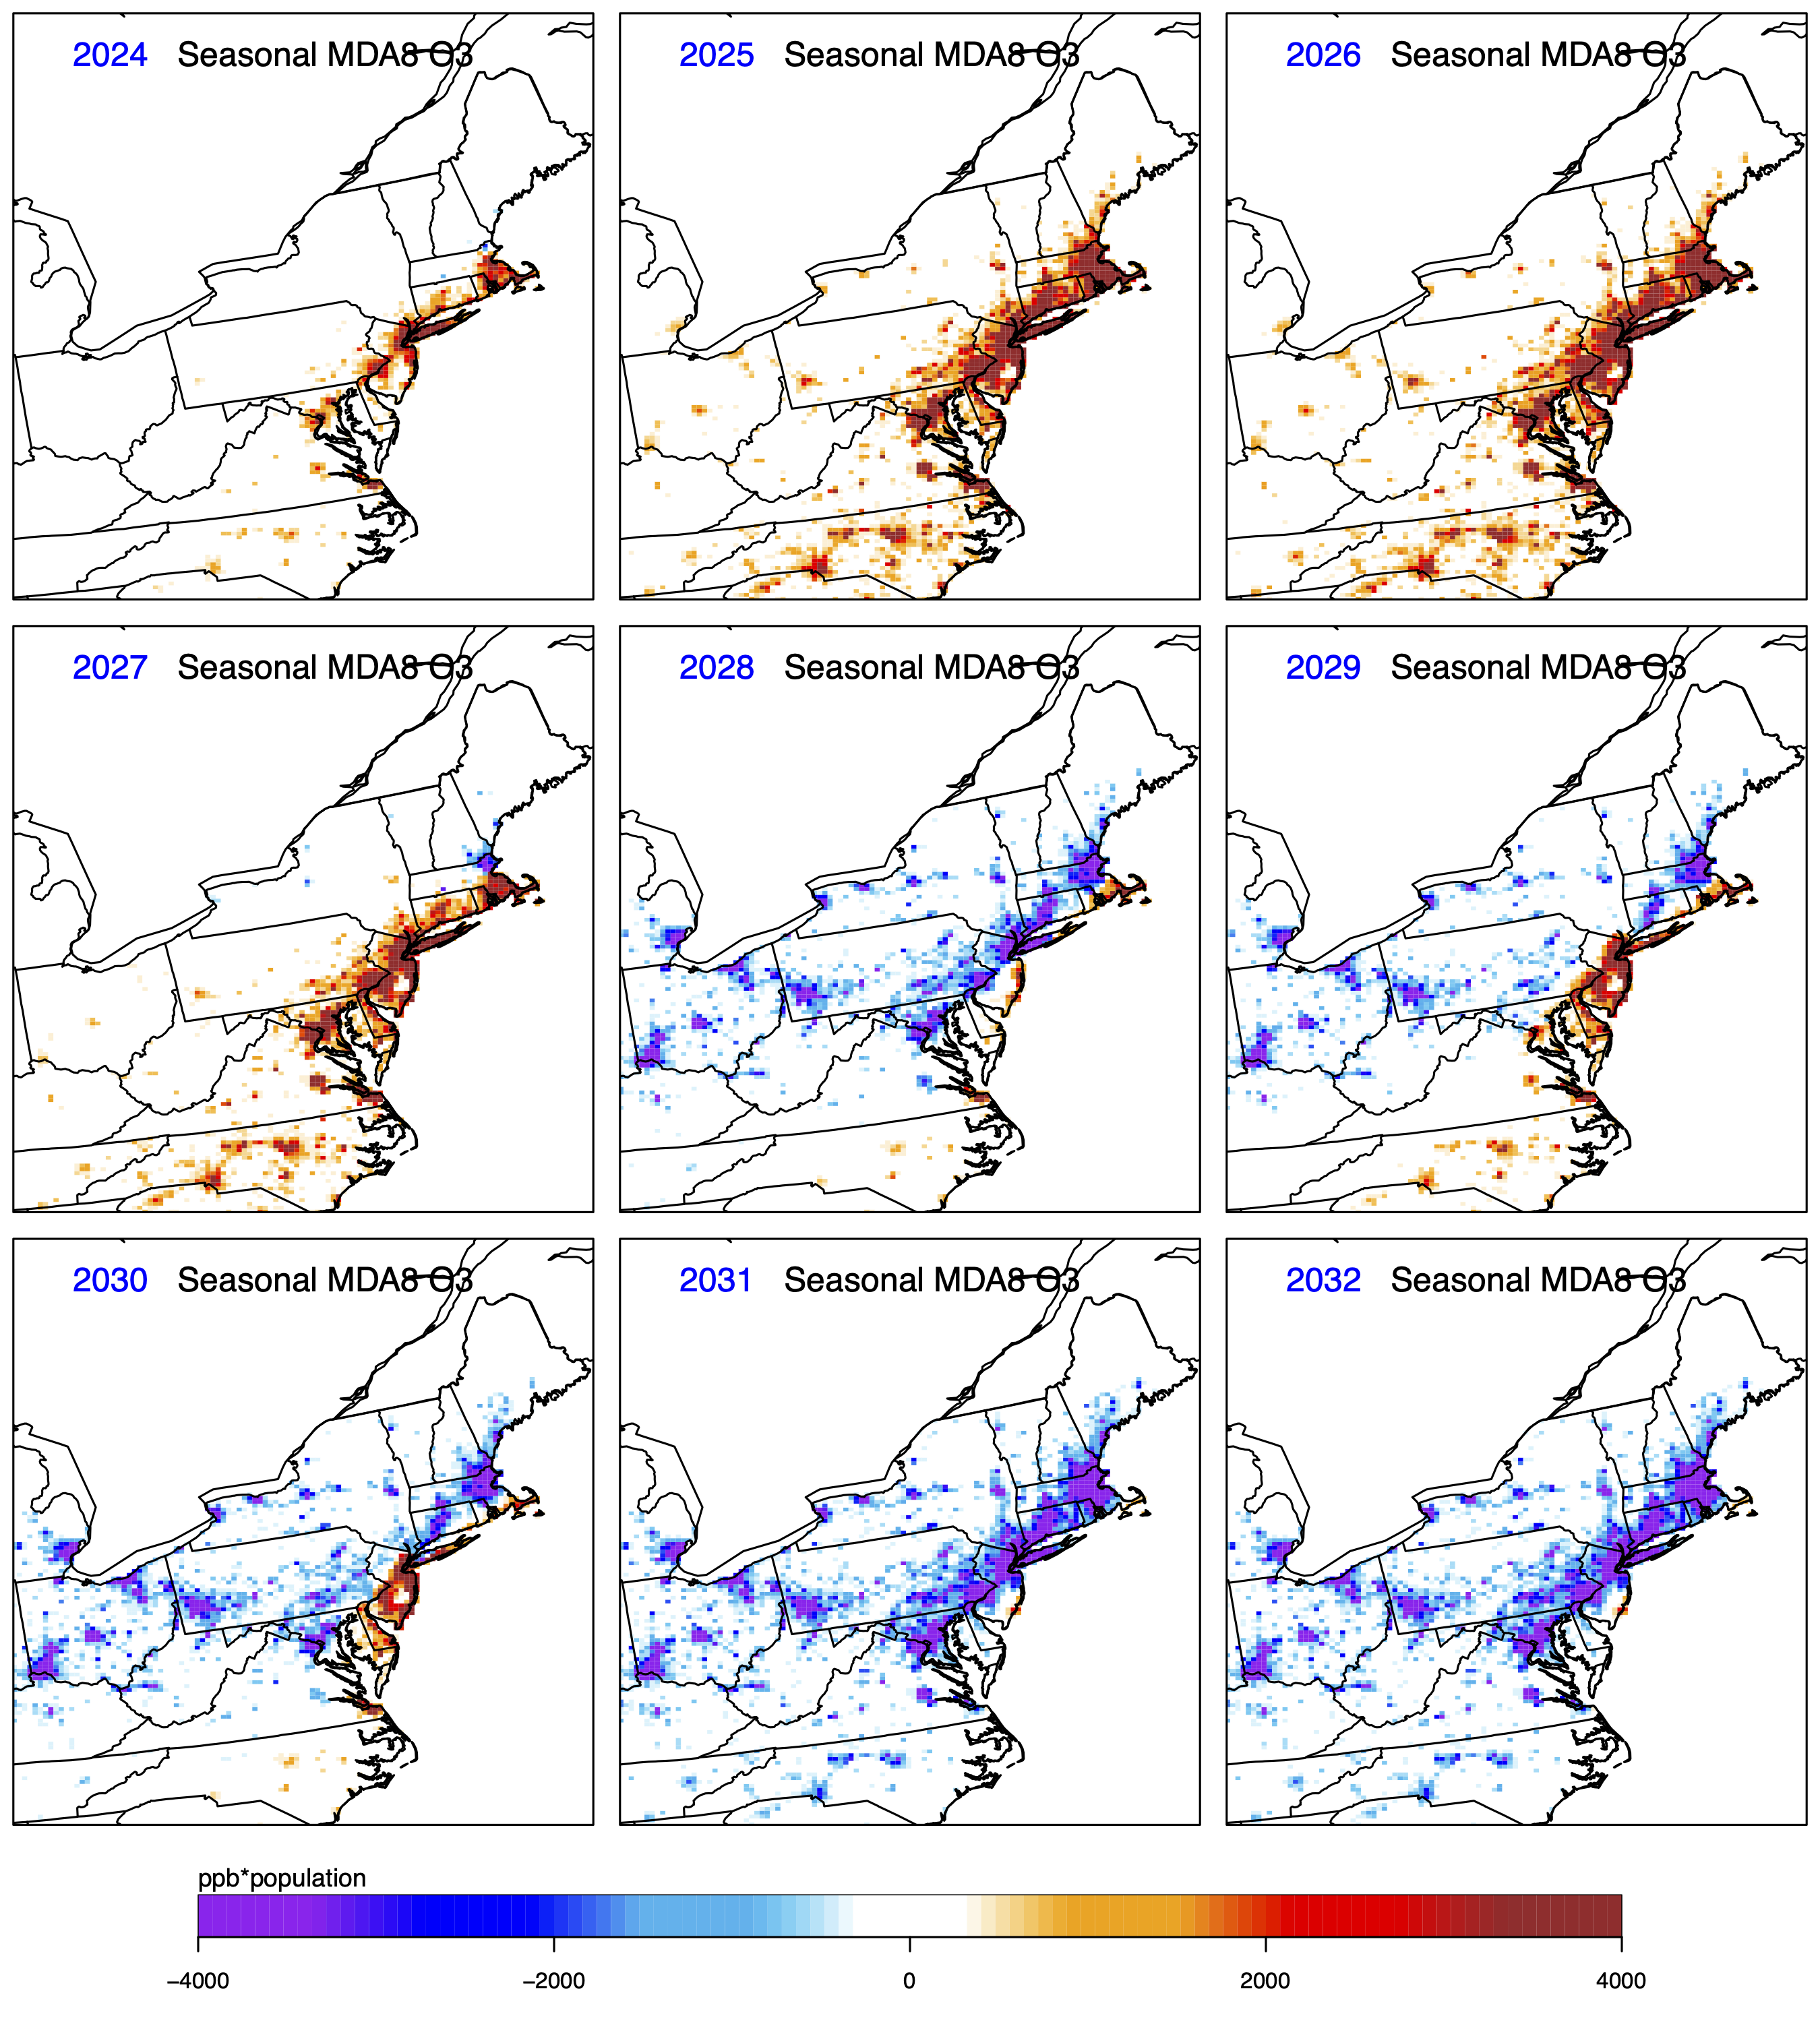 2024 Seasonal MDA8 O3
2025 Seasonal MDA8 O3
2026 Seasonal MDA8 O3
2027 Seasonal MDA8 O3
2028 Seasonal MDA8 O3
2029 Seasonal MDA8 O3
2030 Seasonal MDA8 O3
2031 Seasonal MDA8 O3
2032 Seasonal MDA8 O3
ppb*population
−4000 −2000 0 2000 4000